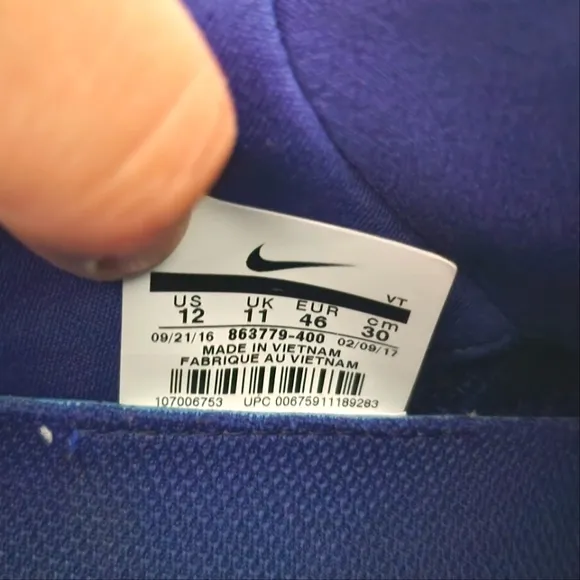 VT
US UK EUR cm
12 11 46 30
09/21/16 863779-400 02/09/17
MADE IN VIETNAM
FABRIQUE AU VIETNAM
107006753 UPC 00675911189283